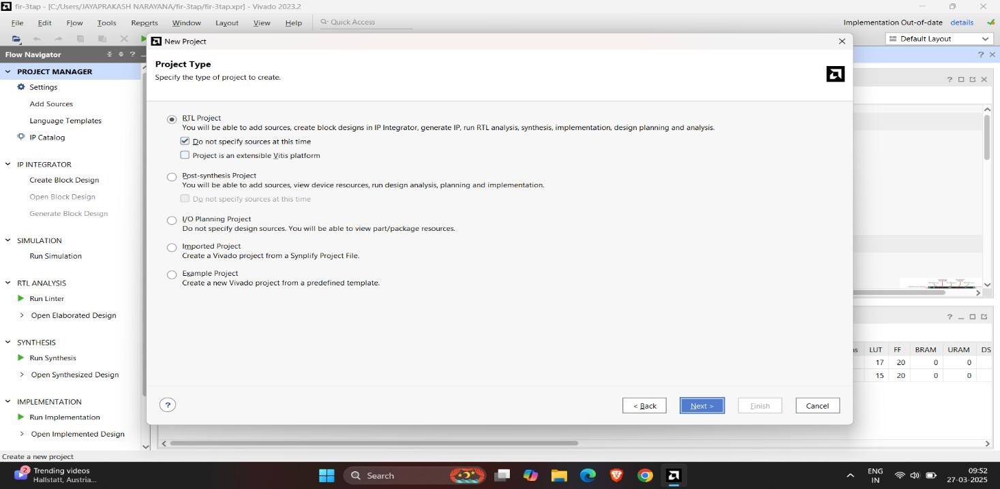 fir-3tap - [C:/Users/JAYAPRAKASH NARAYANA/fir-3tap/fir-3tap.xpr] - Vivado 2023.2
File Edit Flow Tools Reports Window Layout View Help Quick Access
Implementation Out-of-date details
Default Layout
Flow Navigator
PROJECT MANAGER
Settings
Add Sources
Language Templates
IP Catalog
IP INTEGRATOR
Create Block Design
Open Block Design
Generate Block Design
SIMULATION
Run Simulation
RTL ANALYSIS
Run Linter
Open Elaborated Design
SYNTHESIS
Run Synthesis
Open Synthesized Design
IMPLEMENTATION
Run Implementation
Open Implemented Design
New Project
Project Type
Specify the type of project to create.
RTL Project
You will be able to add sources, create block designs in IP Integrator, generate IP, run RTL analysis, synthesis, implementation, design planning and analysis.
Do not specify sources at this time
Project is an extensible Vitis platform
Post-synthesis Project
You will be able to add sources, view device resources, run design analysis, planning and implementation.
Do not specify sources at this time
I/O Planning Project
Do not specify design sources. You will be able to view part/package resources.
Imported Project
Create a Vivado project from a Synplify Project File.
Example Project
Create a new Vivado project from a predefined template.
? < Back Next > Finish Cancel
LUT FF BRAM URAM DS
17 20 0 0
15 20 0 0
Create a new project
2
Trending videos
Hallstatt, Austria...
Search
ENG
IN
09:52
27-03-2025